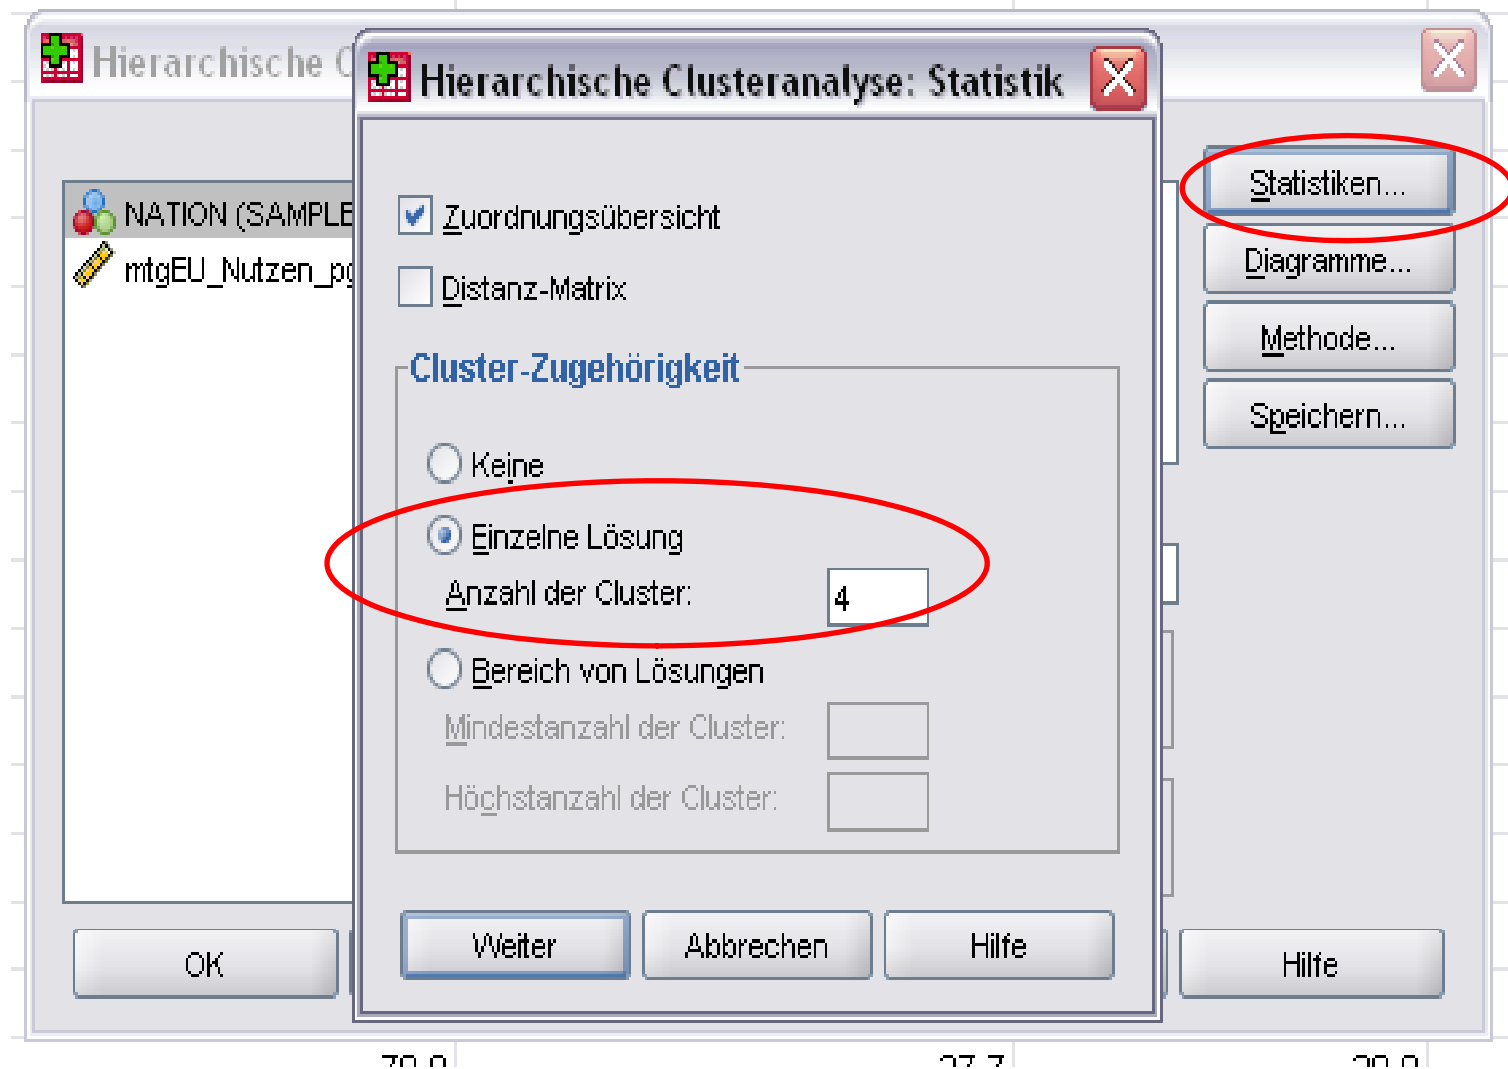 Hierarchische
Hierarchische Clusteranalyse: Statistik
NATION (SAMPLE
mtgEU_Nutzen_pg
Zuordnungsübersicht
Distanz-Matrix
Cluster-Zugehörigkeit
Keine
Einzelne Lösung
Anzahl der Cluster: 4
Bereich von Lösungen
Mindestanzahl der Cluster:
Höchstanzahl der Cluster:
Weiter Abbrechen Hilfe
Statistiken...
Diagramme...
Methode...
Speichern...
OK
Hilfe